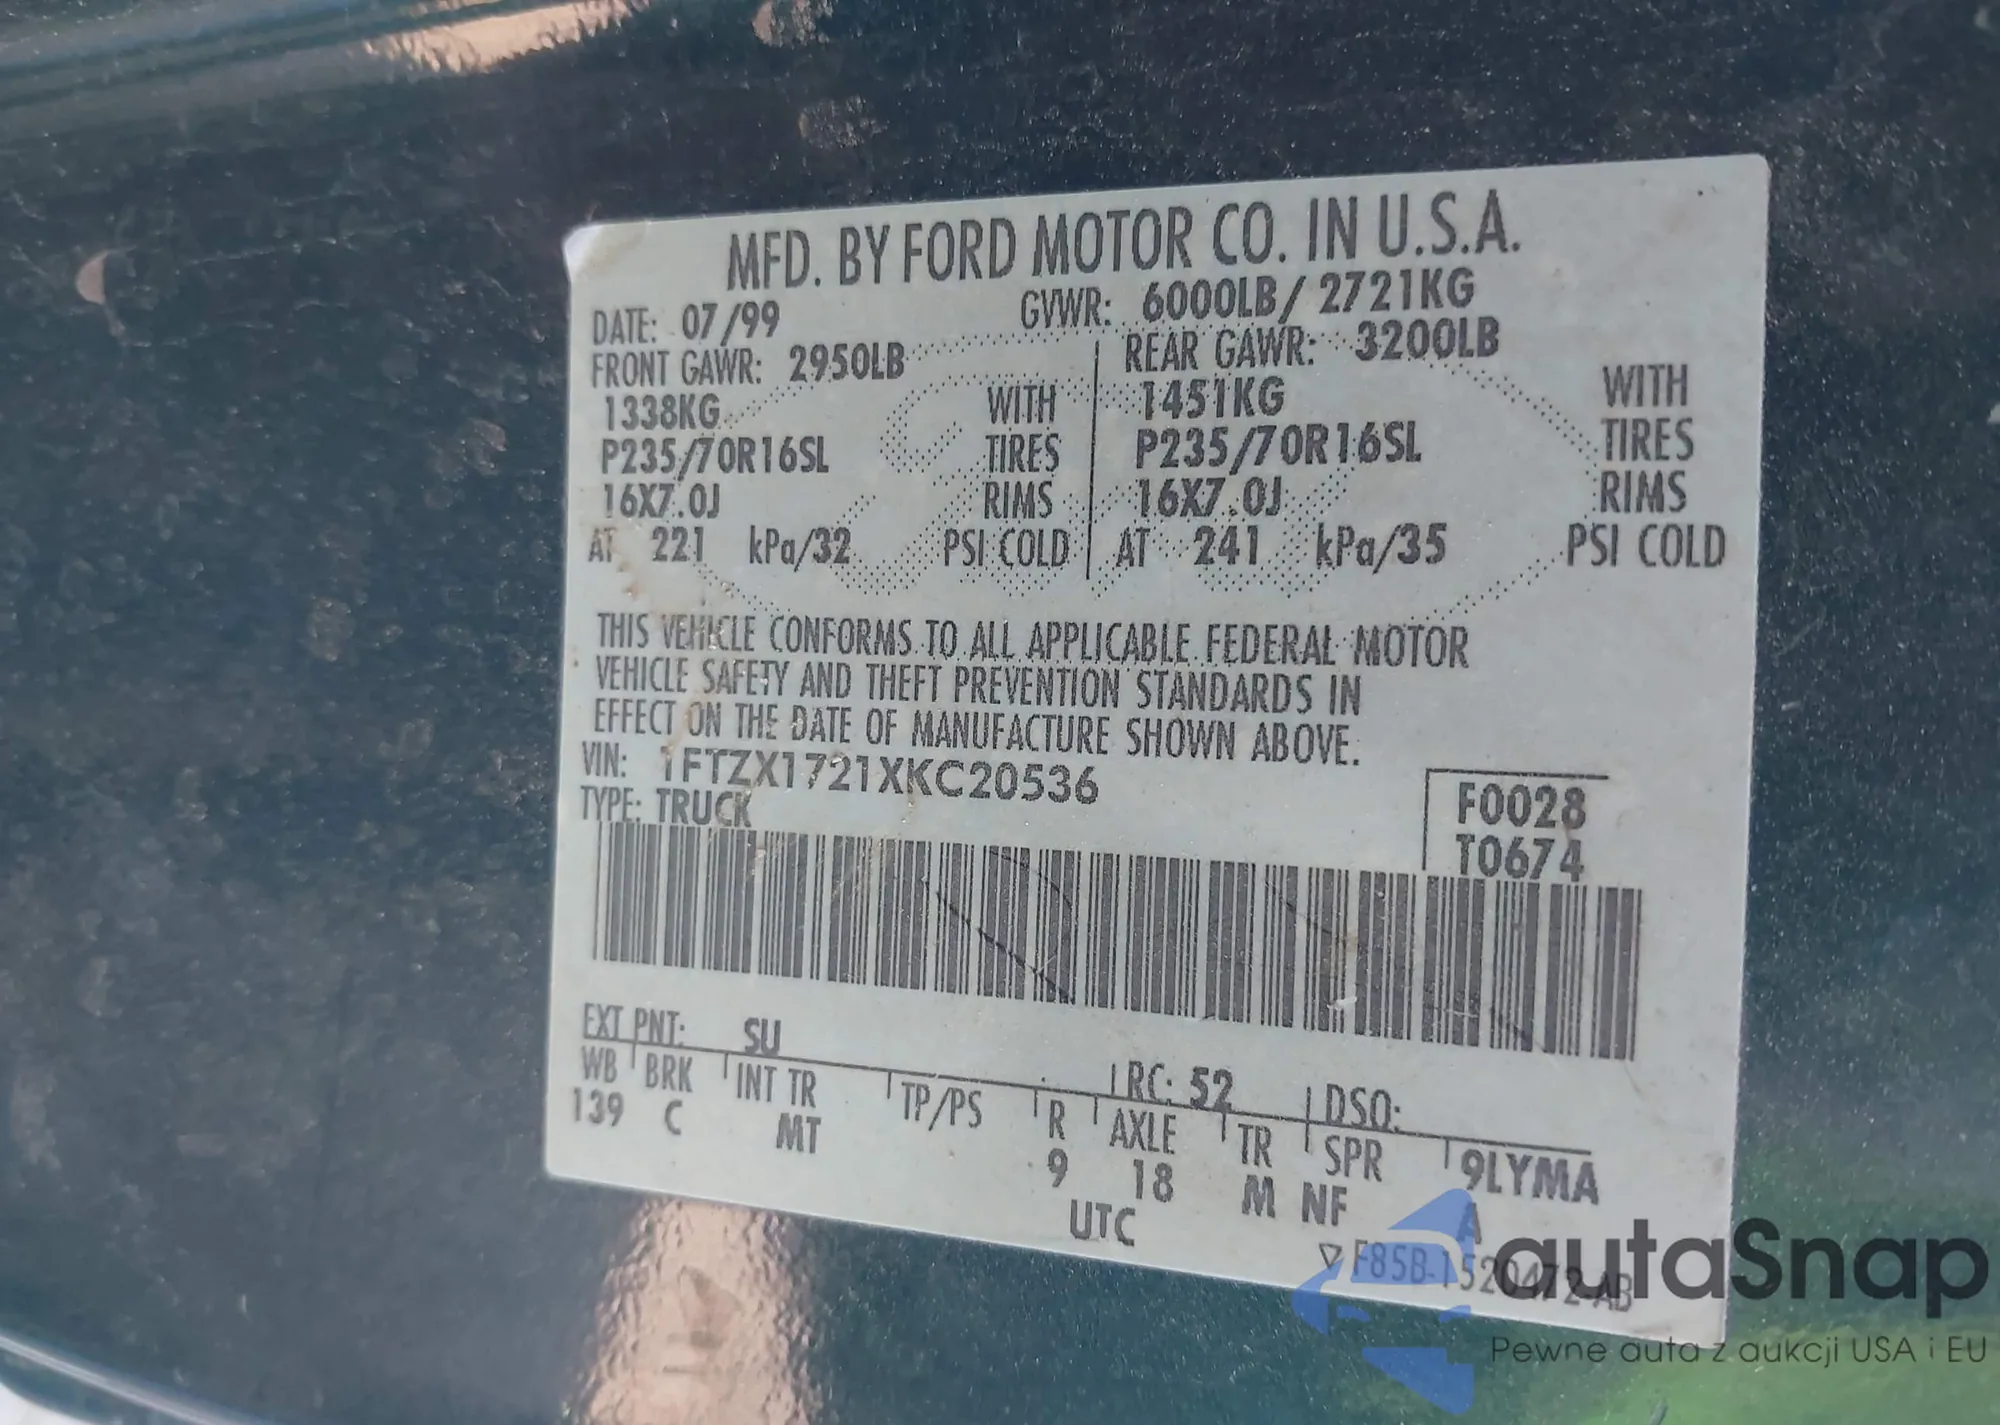 MFD. BY FORD MOTOR CO. IN U.S.A.
DATE: 07/99 GVWR: 6000LB/ 2721KG
FRONT GAWR: 2950LB REAR GAWR: 3200LB
1338KG WITH 1451KG WITH
P235/70R16SL TIRES P235/70R16SL TIRES
16X7.0J RIMS 16X7.0J RIMS
AT 221 kPa/32 PSI COLD AT 241 kPa/35 PSI COLD
THIS VEHICLE CONFORMS TO ALL APPLICABLE FEDERAL MOTOR
VEHICLE SAFETY AND THEFT PREVENTION STANDARDS IN
EFFECT ON THE DATE OF MANUFACTURE SHOWN ABOVE.
VIN: 1FTZX1721XKC20536
TYPE: TRUCK
F0028
T0674
EXT PNT: SU RC: 52 DSO:
WB BRK INT TR TP/PS R AXLE TR SPR 9LYMA
139 C MT 9 18 M NF A
UTC
▽ F85B-1520472-AB
autaSnap
Pewne auta z aukcji USA i EU